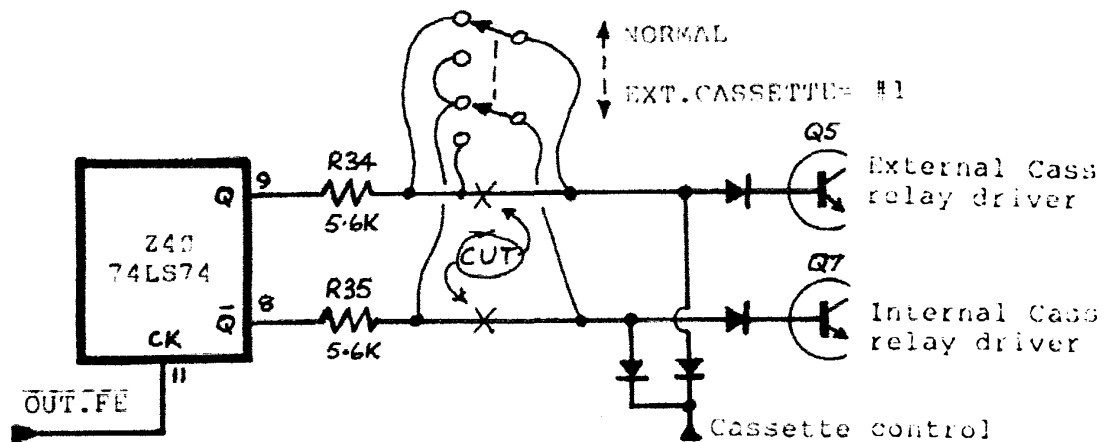 NORMAL
EXT.CASSETTE= #1
Q5
R34
9
External Cass
relay driver
Q
5.6K
Z40
74LS74
CUT
Q7
R35
8
Q̅
Internal Cass
relay driver
CK
5.6K
11
OUT.FE
Cassette control